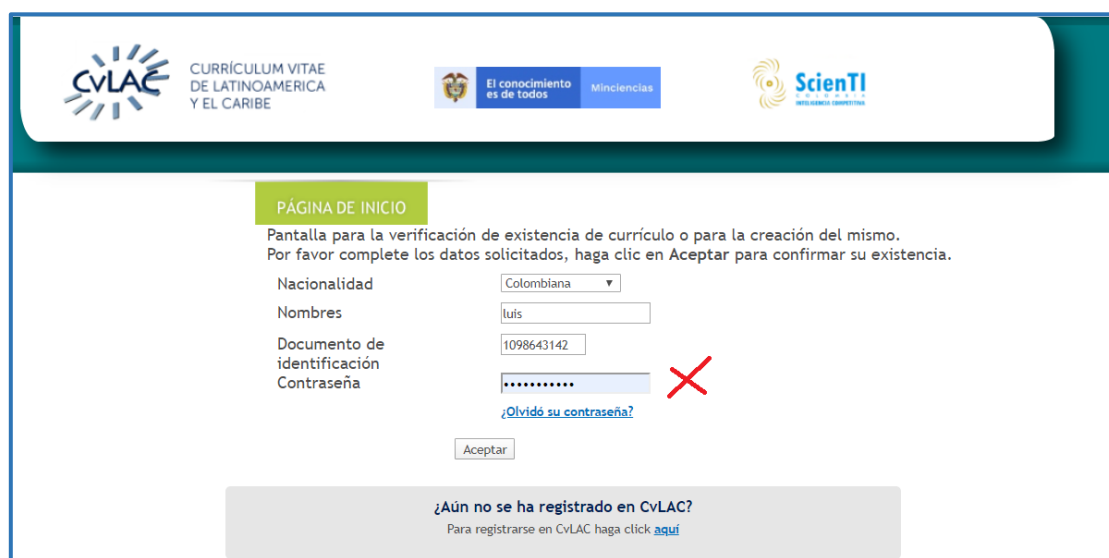 CvLAC
CURRÍCULUM VITAE
DE LATINOAMERICA
Y EL CARIBE
El conocimiento
es de todos
Minciencias
ScienTI
COLOMBIA
INTELIGENCIA COMPETITIVA
PÁGINA DE INICIO
Pantalla para la verificación de existencia de currículo o para la creación del mismo.
Por favor complete los datos solicitados, haga clic en Aceptar para confirmar su existencia.
Nacionalidad Colombiana
Nombres luis
Documento de
identificación 1098643142
Contraseña •••••••••••
¿Olvidó su contraseña?
Aceptar
¿Aún no se ha registrado en CvLAC?
Para registrarse en CvLAC haga click aquí